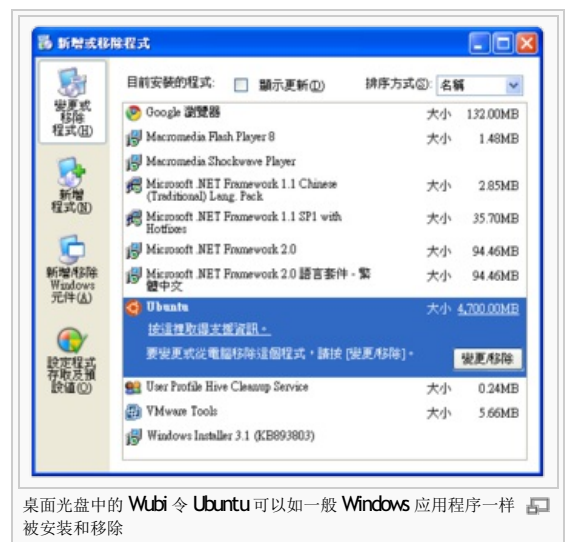 新增或移除程式
變更或移除程式(H)
目前安裝的程式: 顯示更新(D) 排序方式(S): 名稱
Google 瀏覽器 大小 132.00MB
Macromedia Flash Player 8 大小 1.48MB
Macromedia Shockwave Player
新增程式(N)
Microsoft .NET Framework 1.1 Chinese (Traditional) Lang. Pack 大小 2.85MB
Microsoft .NET Framework 1.1 SP1 with Hotfixes 大小 35.70MB
Microsoft .NET Framework 2.0 大小 94.46MB
新增/移除 Windows 元件(A)
Microsoft .NET Framework 2.0 語言套件 - 繁體中文 大小 94.46MB
Ubuntu 大小 4,700.00MB
按這裡取得支援資訊。
要變更或從電腦移除這個程式，請按 [變更/移除]。 變更/移除
設定程式存取及預設值(O)
User Profile Hive Cleanup Service 大小 0.24MB
VMware Tools 大小 5.66MB
Windows Installer 3.1 (KB893803)
桌面光盘中的 Wubi 令 Ubuntu 可以如一般 Windows 应用程序一样
被安装和移除